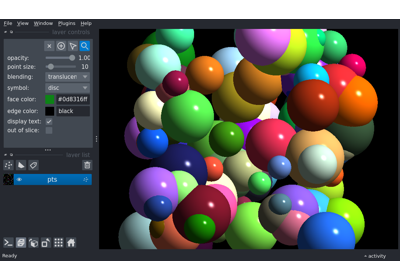 File View Window Plugins Help
layer controls
opacity: 1.00
point size: 10
blending: translucen
symbol: disc
face color: #0d8316ff
edge color: black
display text:
out of slice:
layer list
pts
Ready
activity